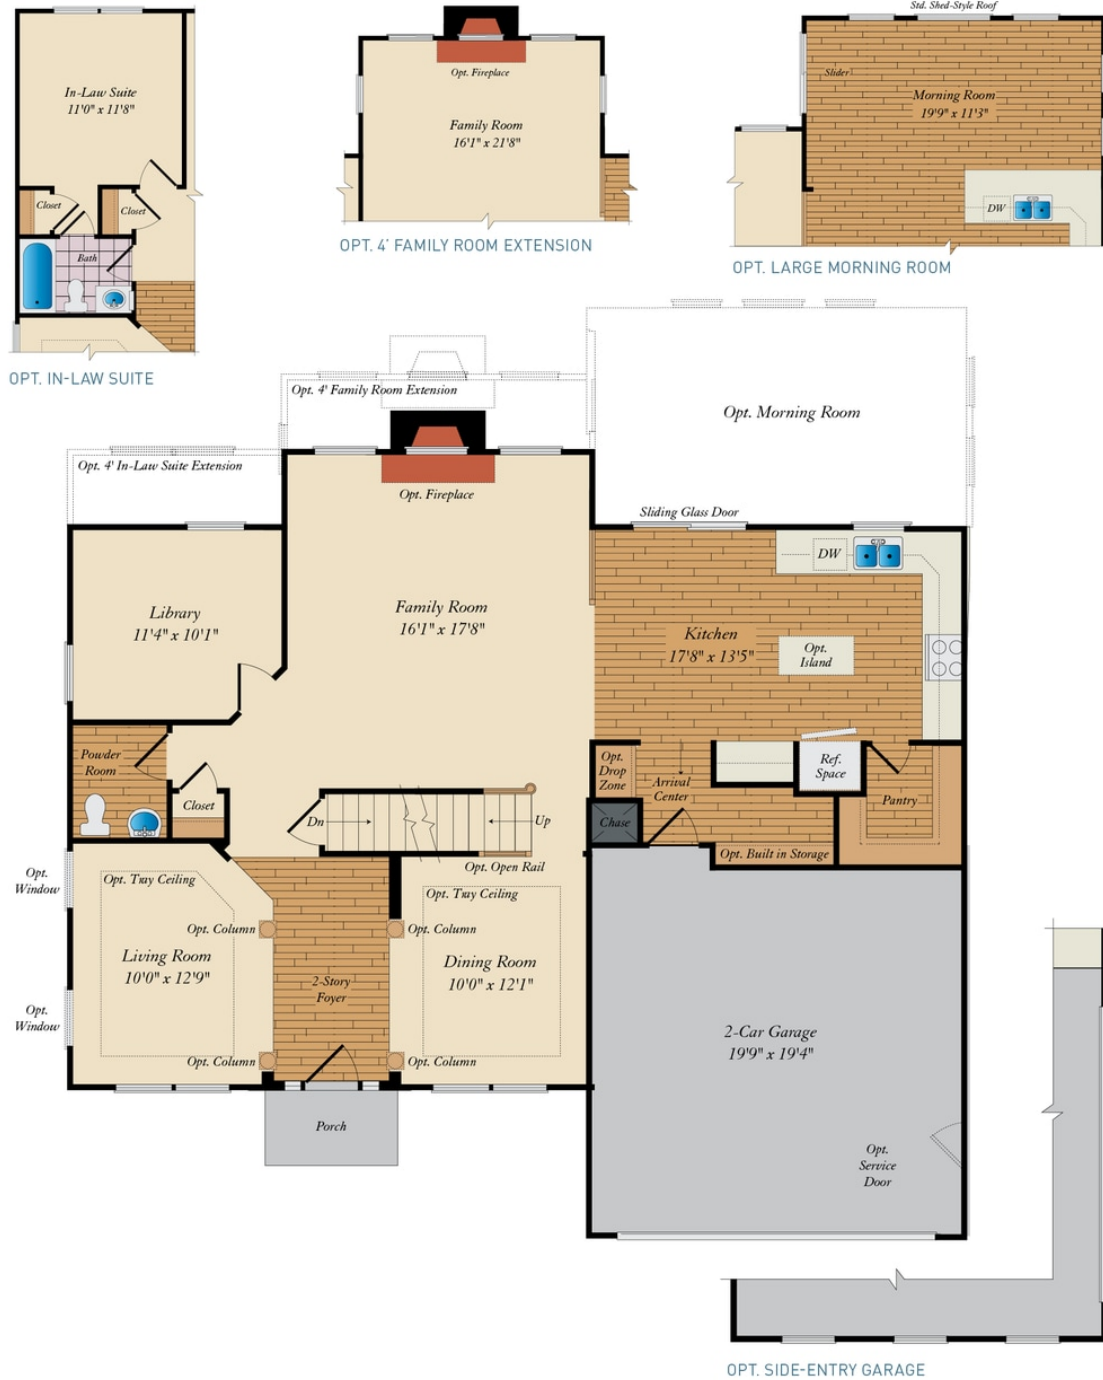 Std. Shed-Style Roof
In-Law Suite
11'0" x 11'8"
Closet
Closet
Bath
OPT. IN-LAW SUITE
Opt. Fireplace
Family Room
16'1" x 21'8"
OPT. 4' FAMILY ROOM EXTENSION
Slider
Morning Room
19'9" x 11'3"
DW
OPT. LARGE MORNING ROOM
Opt. 4' Family Room Extension
Opt. Morning Room
Opt. 4' In-Law Suite Extension
Opt. Fireplace
Sliding Glass Door
DW
Library
11'4" x 10'1"
Family Room
16'1" x 17'8"
Kitchen
17'8" x 13'5"
Opt.
Island
Powder
Room
Closet
Opt.
Drop
Zone
Arrival
Center
Ref.
Space
Pantry
Chase
Dn
Up
Opt. Built in Storage
Opt. Open Rail
Opt.
Window
Opt. Tray Ceiling
Opt. Tray Ceiling
Opt. Column
Opt. Column
Living Room
10'0" x 12'9"
2-Story
Foyer
Dining Room
10'0" x 12'1"
Opt.
Window
Opt. Column
Opt. Column
2-Car Garage
19'9" x 19'4"
Porch
Opt.
Service
Door
OPT. SIDE-ENTRY GARAGE